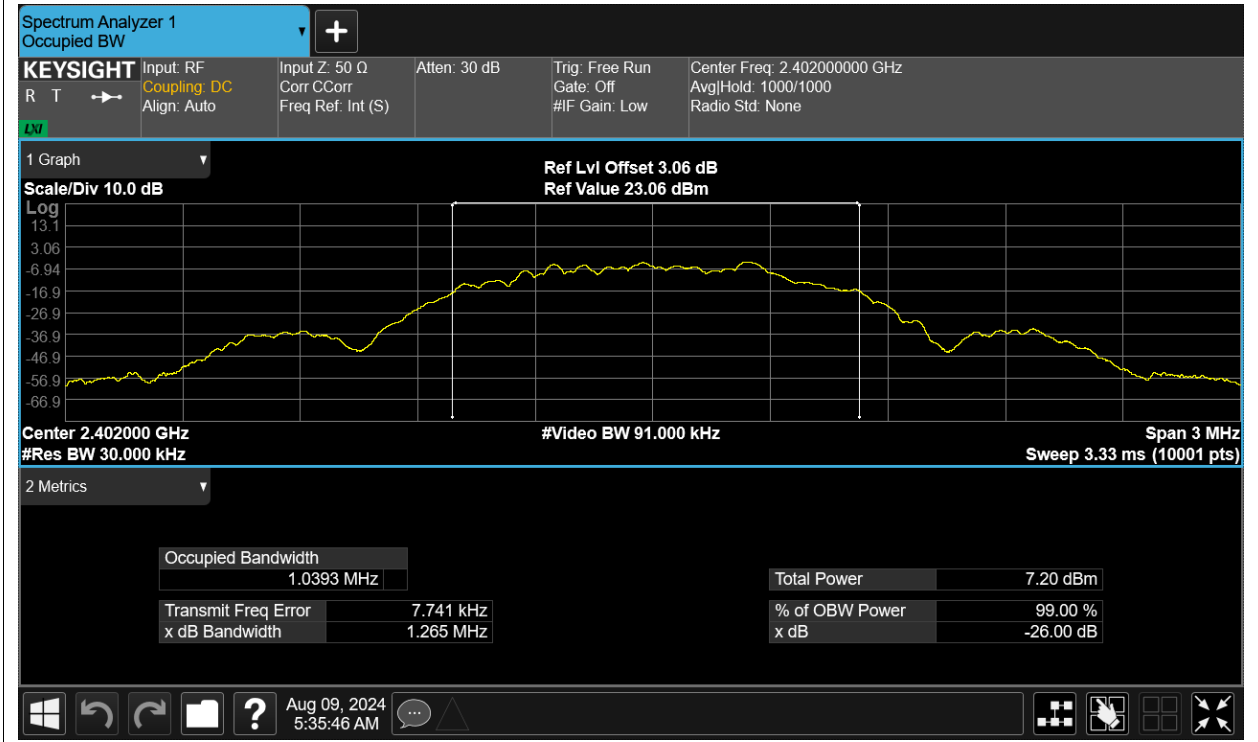 Spectrum Analyzer 1
Occupied BW
KEYSIGHT
R T
LXI
Input: RF
Coupling: DC
Align: Auto
Input Z: 50 Ω
Corr CCorr
Freq Ref: Int (S)
Atten: 30 dB
Trig: Free Run
Gate: Off
#IF Gain: Low
Center Freq: 2.402000000 GHz
Avg|Hold: 1000/1000
Radio Std: None
1 Graph
Scale/Div 10.0 dB
Ref Lvl Offset 3.06 dB
Ref Value 23.06 dBm
Log
13.1
3.06
-6.94
-16.9
-26.9
-36.9
-46.9
-56.9
-66.9
Center 2.402000 GHz
#Res BW 30.000 kHz
#Video BW 91.000 kHz
Span 3 MHz
Sweep 3.33 ms (10001 pts)
2 Metrics
Occupied Bandwidth
1.0393 MHz
Transmit Freq Error 7.741 kHz
x dB Bandwidth 1.265 MHz
Total Power 7.20 dBm
% of OBW Power 99.00 %
x dB -26.00 dB
?
Aug 09, 2024
5:35:46 AM